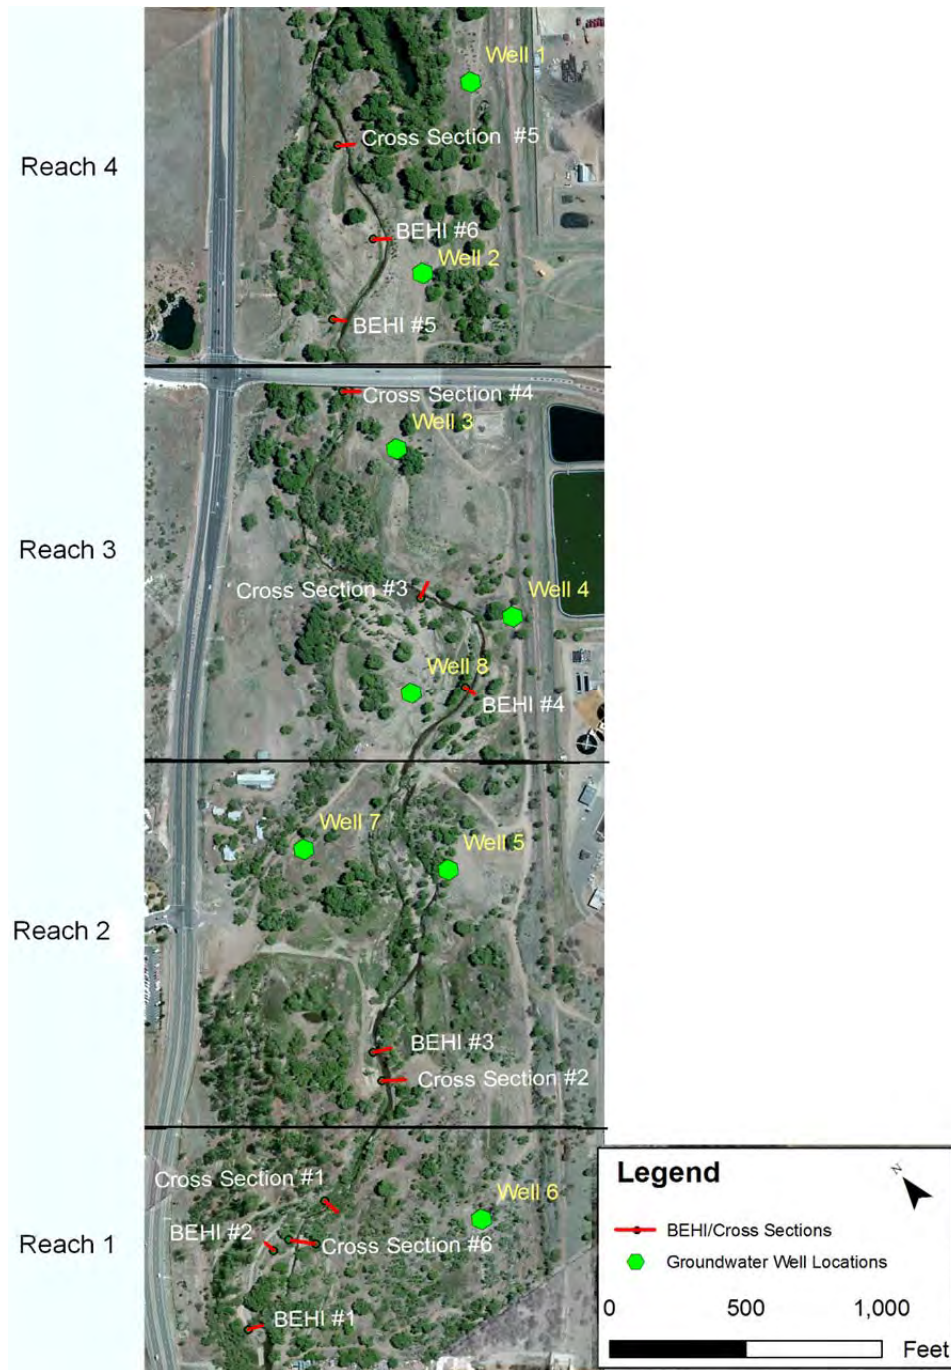 Well 1
Cross Section #5
Reach 4
BEHI #6
Well 2
BEHI #5
Cross Section #4
Well 3
Reach 3
Cross Section #3
Well 4
Well 8
BEHI #4
Well 7
Well 5
Reach 2
BEHI #3
Cross Section #2
Cross Section #1
Well 6
BEHI #2
Cross Section #6
Reach 1
BEHI #1
Legend
N
BEHI/Cross Sections
Groundwater Well Locations
0 500 1,000
Feet